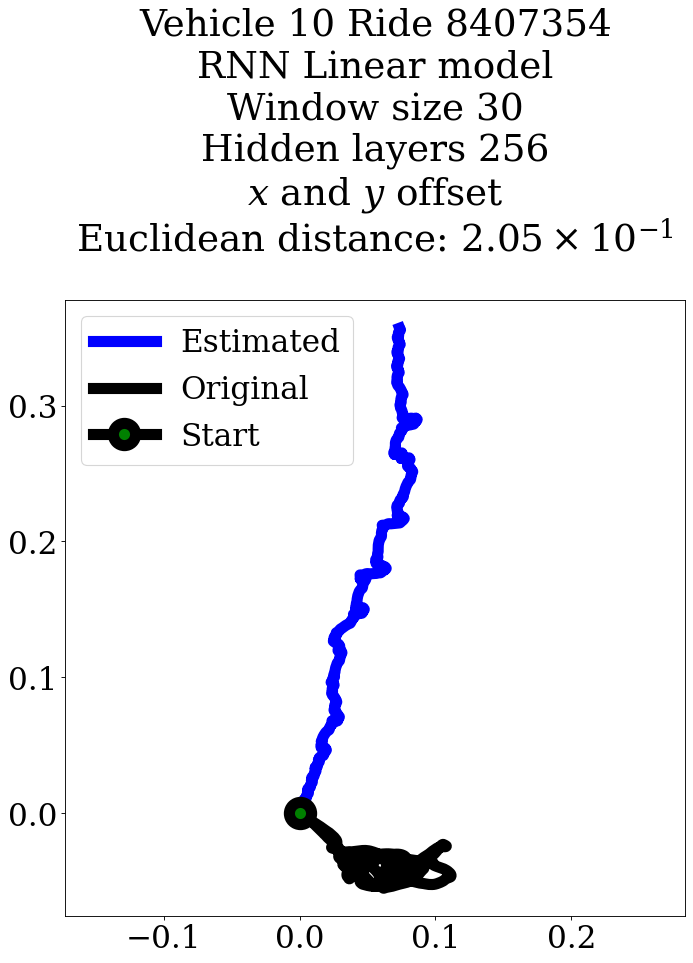 Vehicle 10 Ride 8407354
RNN Linear model
Window size 30
Hidden layers 256
x and y offset
Euclidean distance: 2.05 × 10⁻¹
Estimated
Original
Start
0.3
0.2
0.1
0.0
−0.1 0.0 0.1 0.2